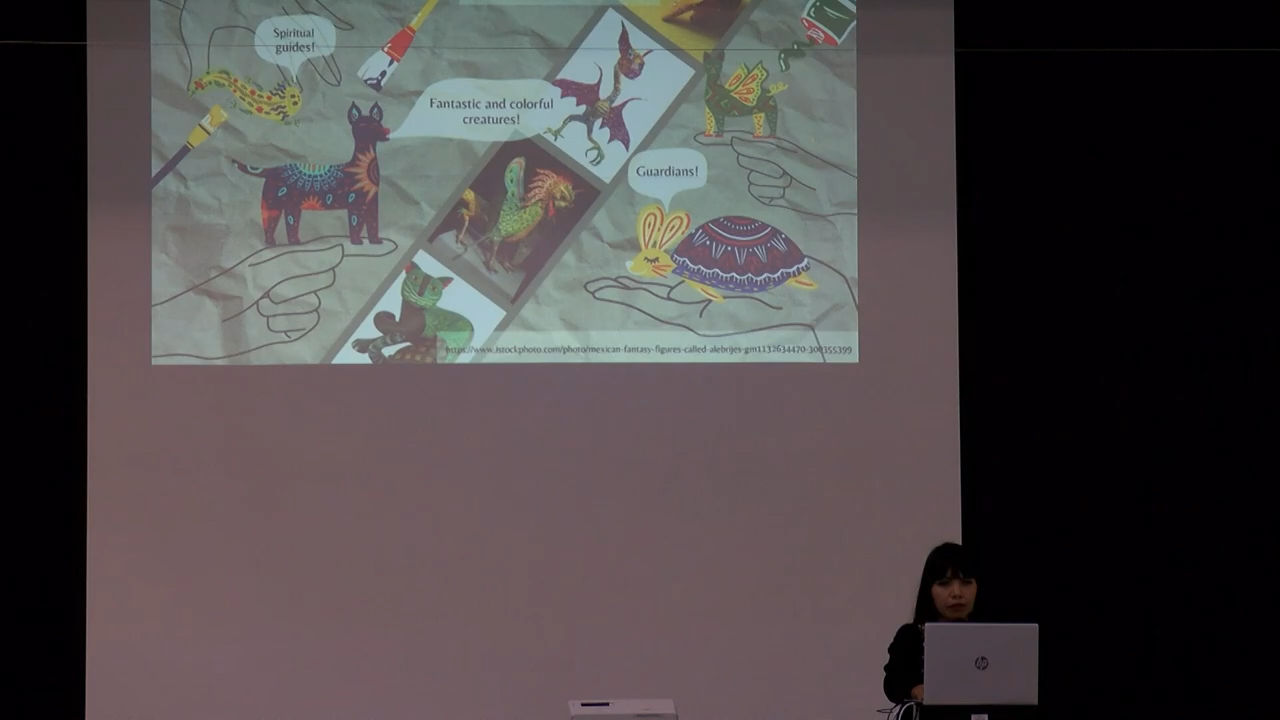 Spiritual
guides!
Fantastic and colorful
creatures!
Guardians!
https://www.istockphoto.com/photo/mexican-fantasy-figures-called-alebrijes-gm1132634470-300355399
hp